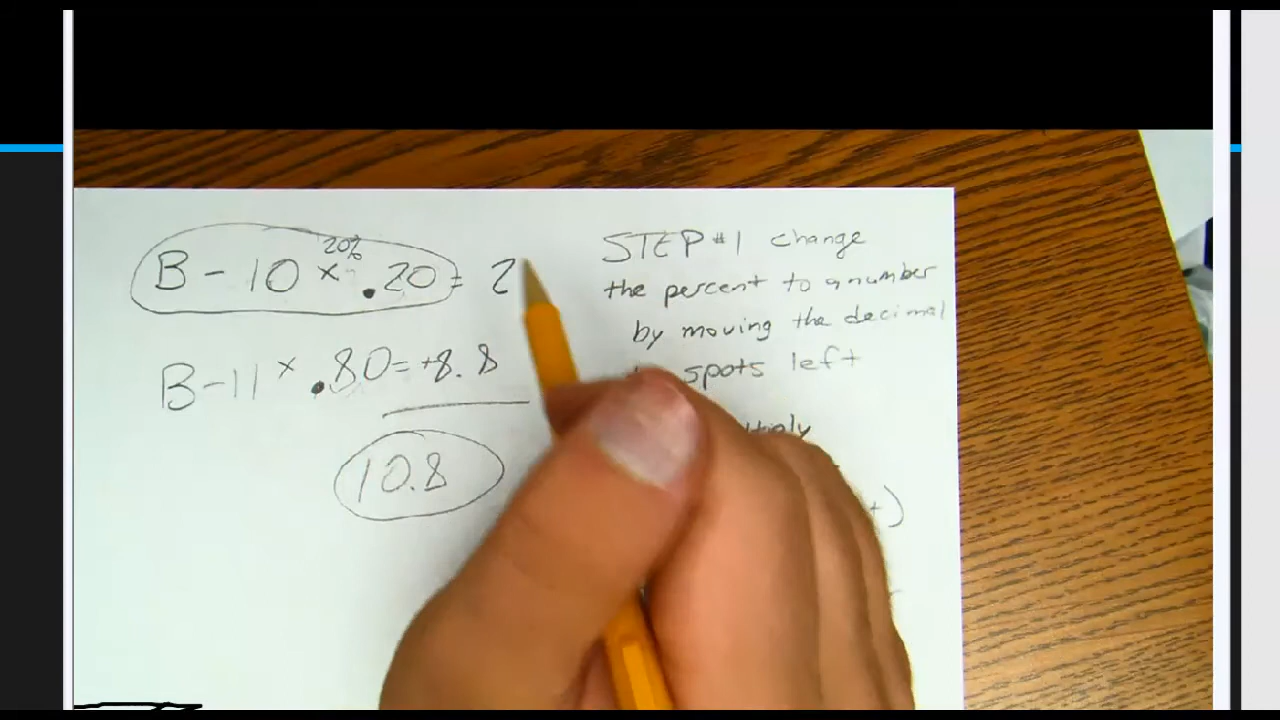 B - 10 x .20 = 2
20%
B - 11 x .80 = +8.8
10.8
STEP #1 change
the percent to a number
by moving the decimal
spots left